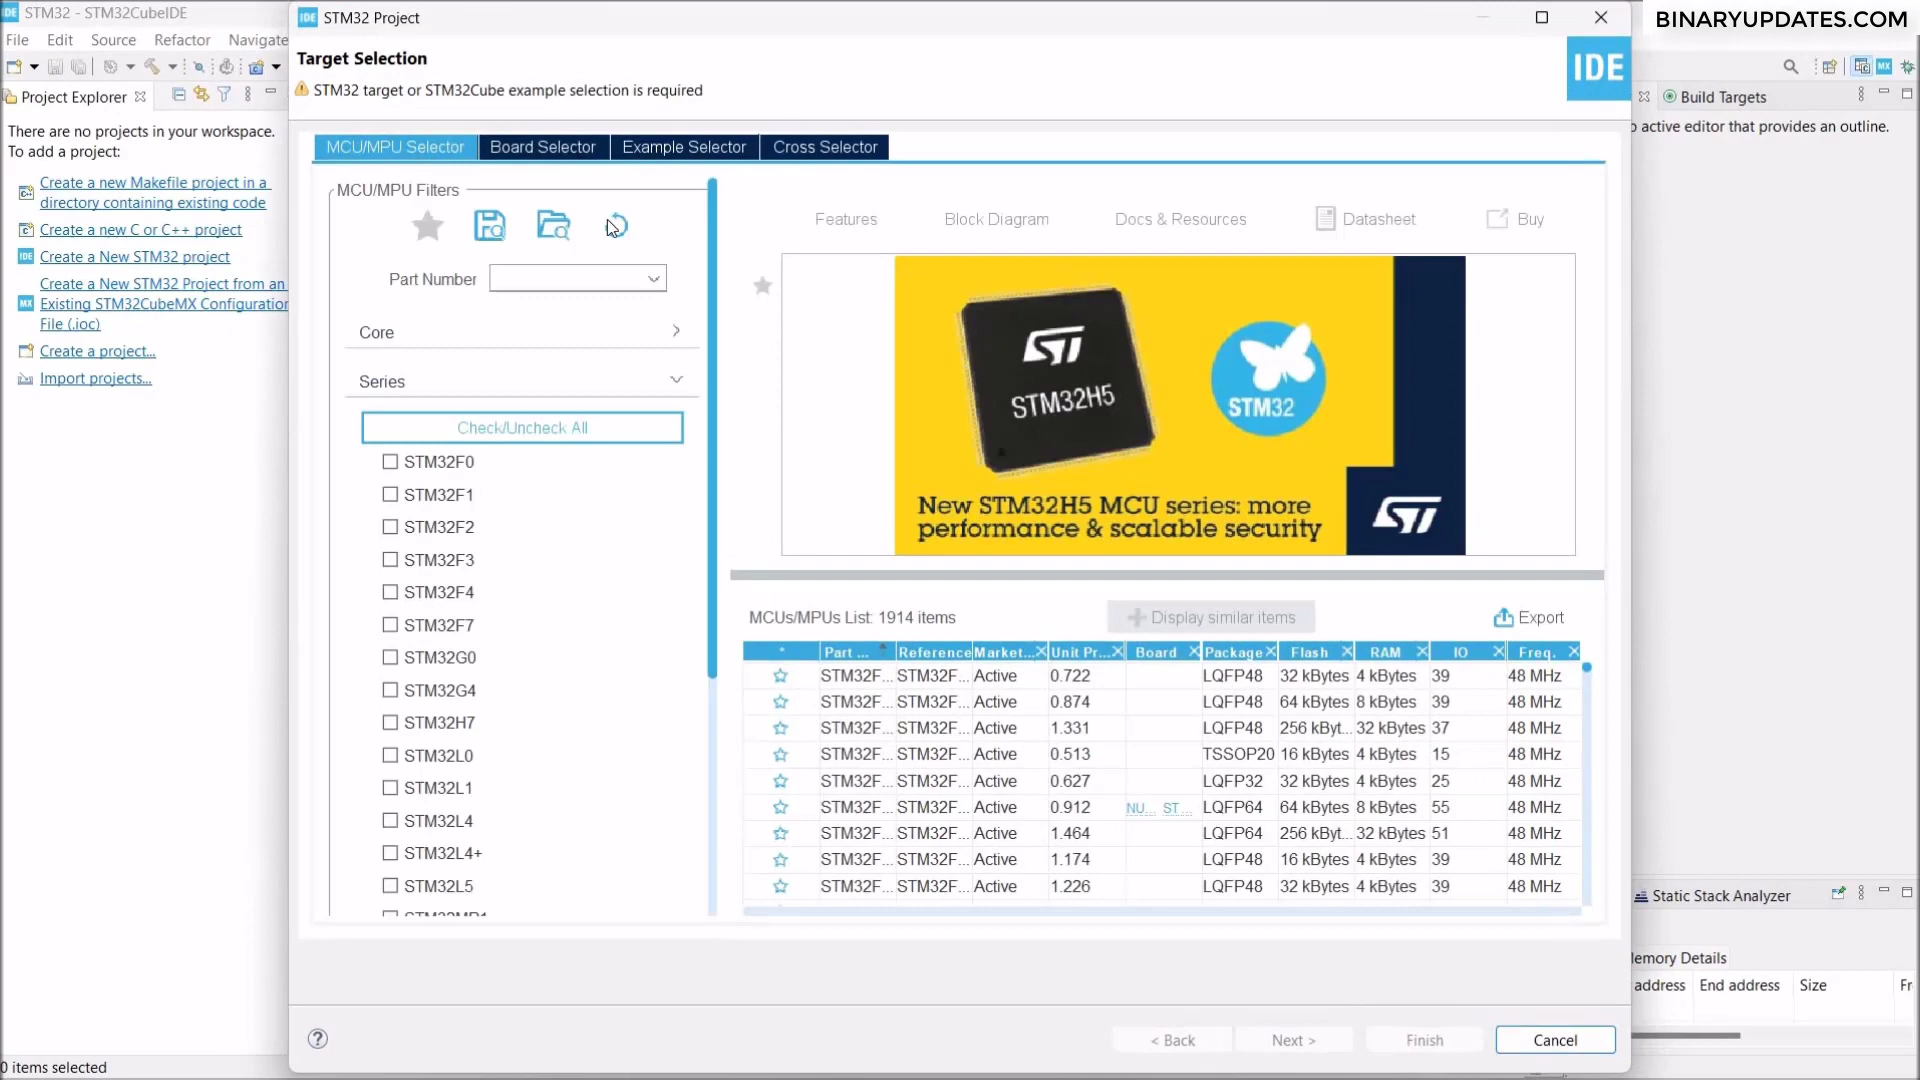 STM32 - STM32CubeIDE
File Edit Source Refactor Navigate
Project Explorer
There are no projects in your workspace.
To add a project:
Create a new Makefile project in a
directory containing existing code
Create a new C or C++ project
IDE Create a New STM32 project
Create a New STM32 Project from an
MX Existing STM32CubeMX Configuration
File (.ioc)
Create a project...
Import projects...
0 items selected
IDE STM32 Project
Target Selection
STM32 target or STM32Cube example selection is required
IDE
MCU/MPU Selector Board Selector Example Selector Cross Selector
MCU/MPU Filters
Part Number
Core
Series
Check/Uncheck All
STM32F0
STM32F1
STM32F2
STM32F3
STM32F4
STM32F7
STM32G0
STM32G4
STM32H7
STM32L0
STM32L1
STM32L4
STM32L4+
STM32L5
STM32MP1
Features Block Diagram Docs & Resources Datasheet Buy
ST
STM32H5
STM32
New STM32H5 MCU series: more
performance & scalable security
ST
MCUs/MPUs List: 1914 items
Display similar items
Export
* Part ... Reference Market... Unit Pr... Board Package Flash RAM IO Freq.
STM32F... STM32F... Active 0.722 LQFP48 32 kBytes 4 kBytes 39 48 MHz
STM32F... STM32F... Active 0.874 LQFP48 64 kBytes 8 kBytes 39 48 MHz
STM32F... STM32F... Active 1.331 LQFP48 256 kByt... 32 kBytes 37 48 MHz
STM32F... STM32F... Active 0.513 TSSOP20 16 kBytes 4 kBytes 15 48 MHz
STM32F... STM32F... Active 0.627 LQFP32 32 kBytes 4 kBytes 25 48 MHz
STM32F... STM32F... Active 0.912 NU... ST... LQFP64 64 kBytes 8 kBytes 55 48 MHz
STM32F... STM32F... Active 1.464 LQFP64 256 kByt... 32 kBytes 51 48 MHz
STM32F... STM32F... Active 1.174 LQFP48 16 kBytes 4 kBytes 39 48 MHz
STM32F... STM32F... Active 1.226 LQFP48 32 kBytes 4 kBytes 39 48 MHz
? < Back Next > Finish Cancel
BINARYUPDATES.COM
MX
Build Targets
active editor that provides an outline.
Static Stack Analyzer
Memory Details
address End address Size Fr